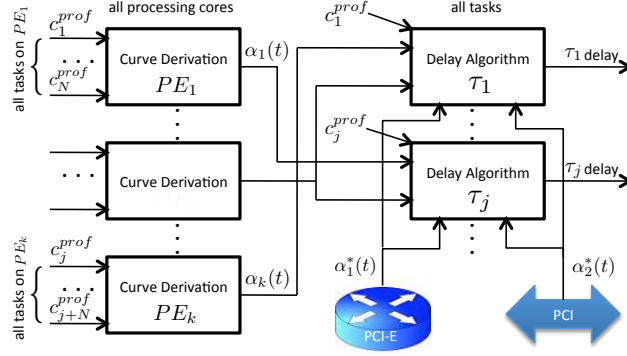 all processing cores
all tasks
all tasks on PE_1
c_1^{prof}
. . .
c_N^{prof}
Curve Derivation
PE_1
α_1(t)
c_1^{prof}
Delay Algorithm
τ_1
τ_1 delay
. . .
Curve Derivation
c_j^{prof}
Delay Algorithm
τ_j
τ_j delay
all tasks on PE_k
c_j^{prof}
. . .
c_{j+N}^{prof}
Curve Derivation
PE_k
α_k(t)
α_1^*(t)
α_2^*(t)
PCI-E
PCI